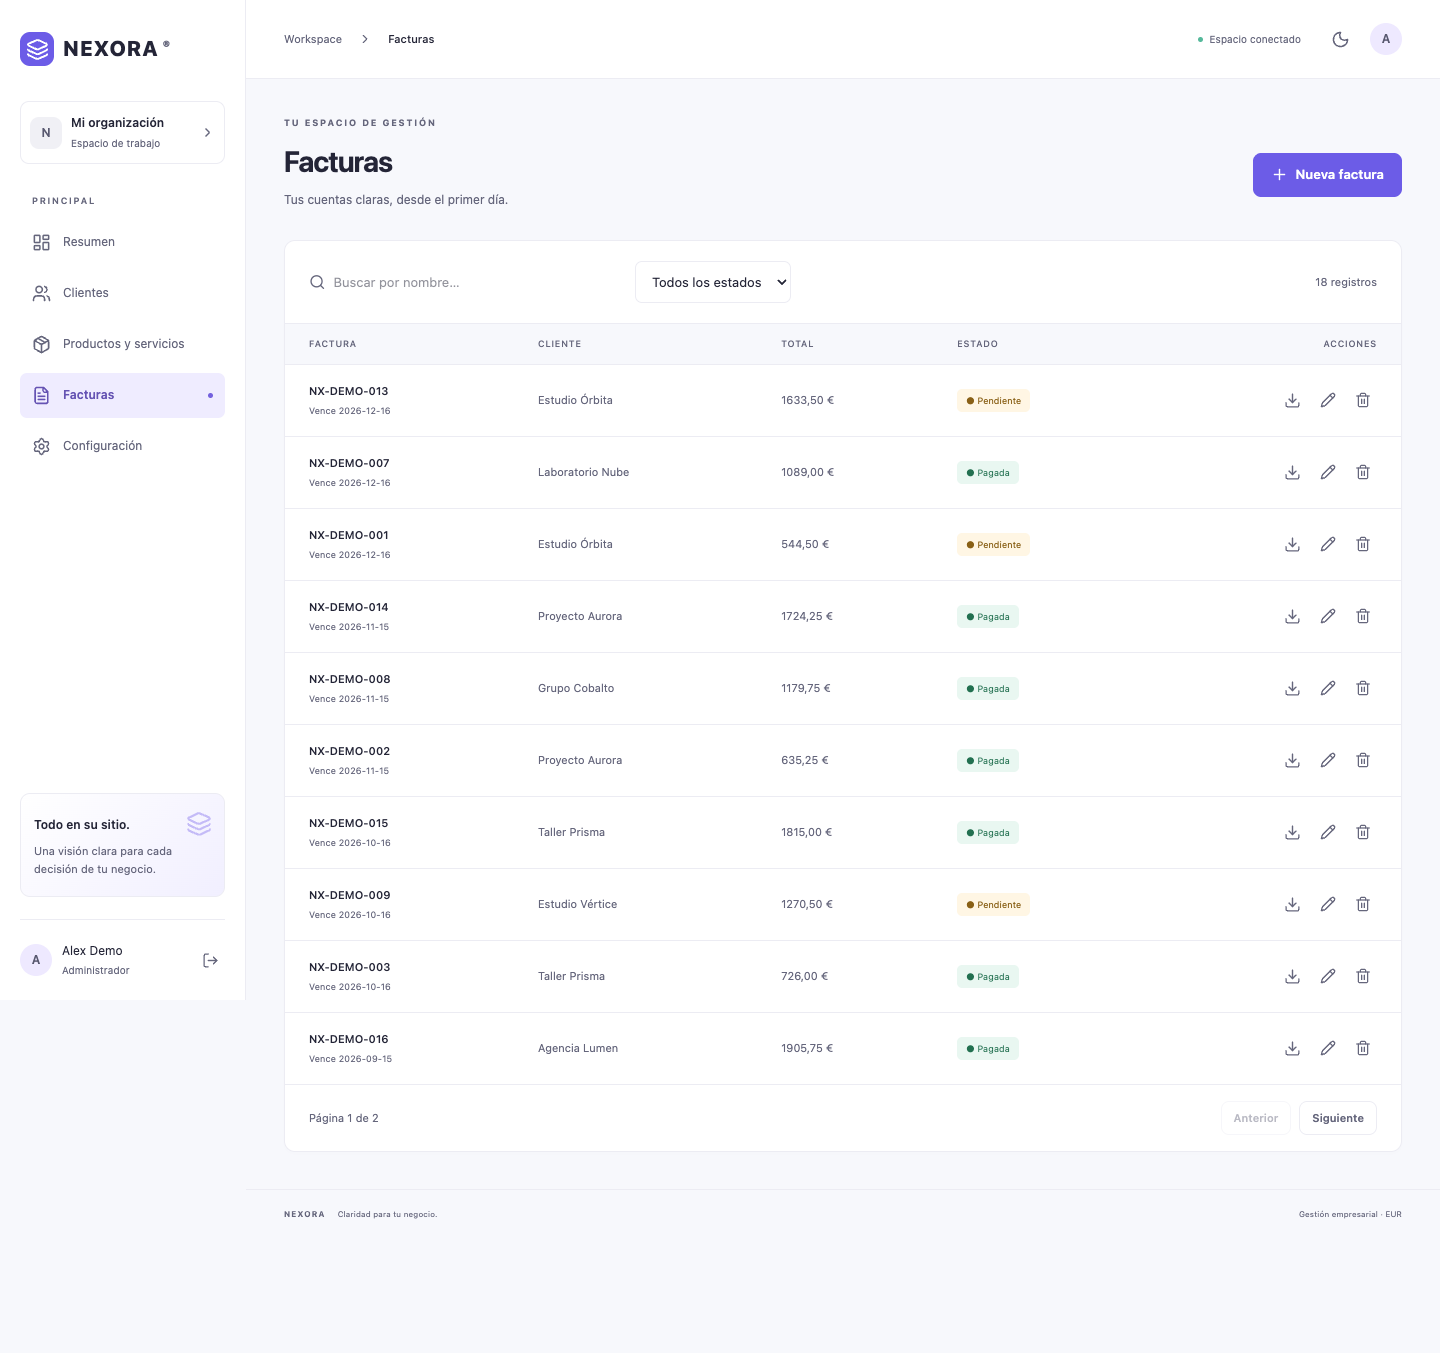 NEXORA ®
N
Mi organización
Espacio de trabajo
PRINCIPAL
Resumen
Clientes
Productos y servicios
Facturas
Configuración
Todo en su sitio.
Una visión clara para cada
decisión de tu negocio.
A
Alex Demo
Administrador
Workspace
Facturas
Espacio conectado
A
TU ESPACIO DE GESTIÓN
Facturas
Tus cuentas claras, desde el primer día.
Nueva factura
Buscar por nombre...
Todos los estados
18 registros
FACTURA CLIENTE TOTAL ESTADO ACCIONES
NX-DEMO-013
Vence 2026-12-16
Estudio Órbita
1633,50 €
Pendiente
NX-DEMO-007
Vence 2026-12-16
Laboratorio Nube
1089,00 €
Pagada
NX-DEMO-001
Vence 2026-12-16
Estudio Órbita
544,50 €
Pendiente
NX-DEMO-014
Vence 2026-11-15
Proyecto Aurora
1724,25 €
Pagada
NX-DEMO-008
Vence 2026-11-15
Grupo Cobalto
1179,75 €
Pagada
NX-DEMO-002
Vence 2026-11-15
Proyecto Aurora
635,25 €
Pagada
NX-DEMO-015
Vence 2026-10-16
Taller Prisma
1815,00 €
Pagada
NX-DEMO-009
Vence 2026-10-16
Estudio Vértice
1270,50 €
Pendiente
NX-DEMO-003
Vence 2026-10-16
Taller Prisma
726,00 €
Pagada
NX-DEMO-016
Vence 2026-09-15
Agencia Lumen
1905,75 €
Pagada
Página 1 de 2
Anterior
Siguiente
NEXORA Claridad para tu negocio.
Gestión empresarial · EUR